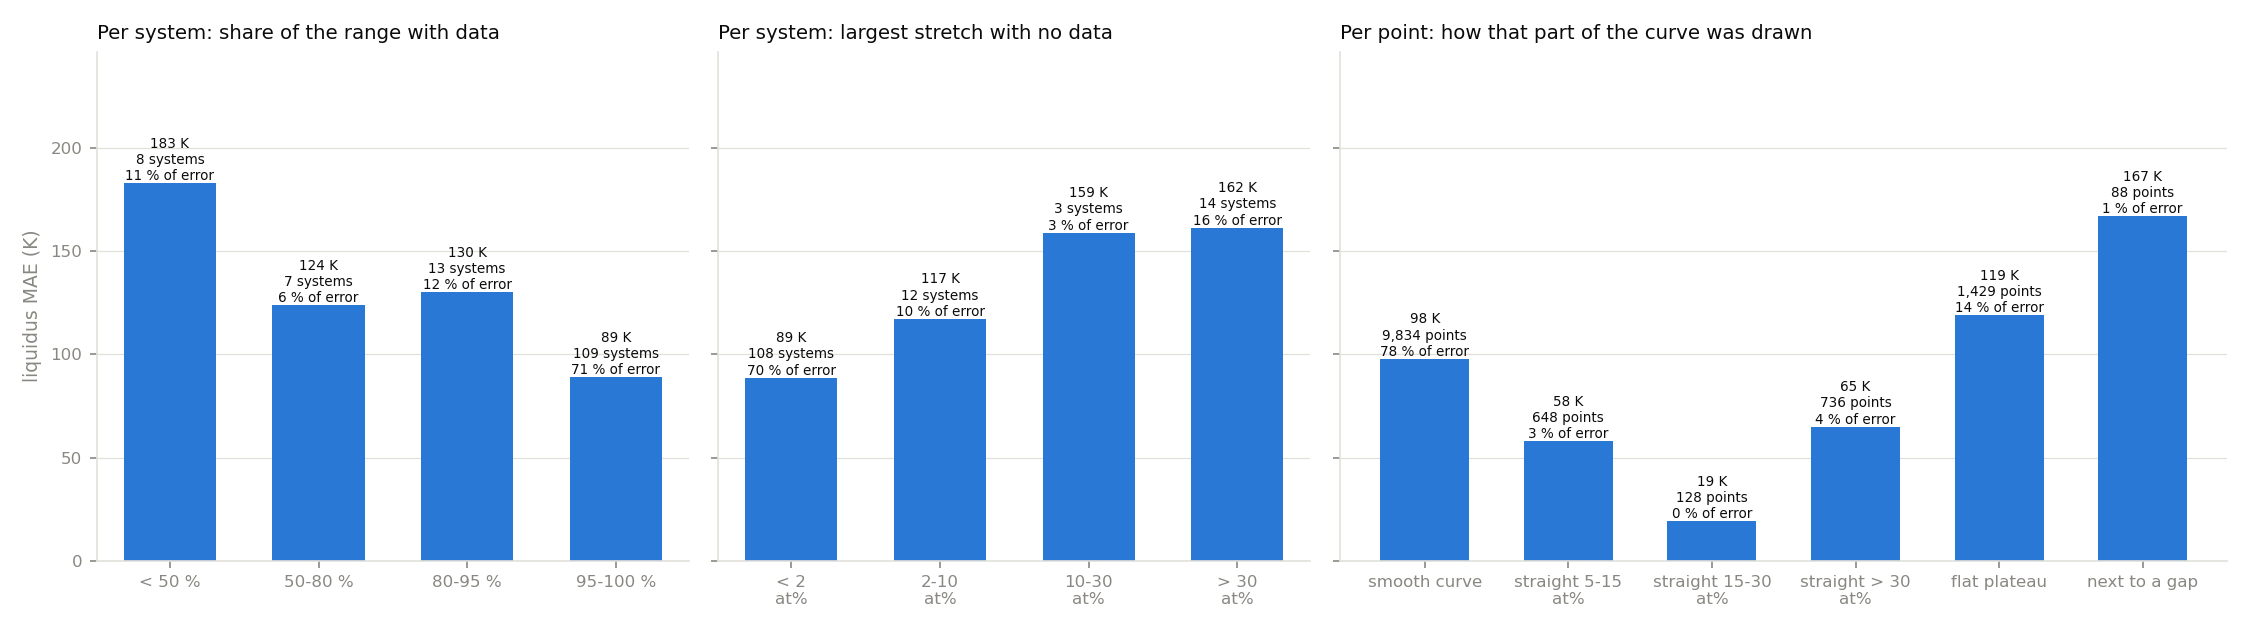 Per system: share of the range with data
liquidus MAE (K)
200
150
100
50
0
183 K
8 systems
11 % of error
124 K
7 systems
6 % of error
130 K
13 systems
12 % of error
89 K
109 systems
71 % of error
< 50 %
50-80 %
80-95 %
95-100 %
Per system: largest stretch with no data
89 K
108 systems
70 % of error
117 K
12 systems
10 % of error
159 K
3 systems
3 % of error
162 K
14 systems
16 % of error
< 2
at%
2-10
at%
10-30
at%
> 30
at%
Per point: how that part of the curve was drawn
98 K
9,834 points
78 % of error
58 K
648 points
3 % of error
19 K
128 points
0 % of error
65 K
736 points
4 % of error
119 K
1,429 points
14 % of error
167 K
88 points
1 % of error
smooth curve
straight 5-15
at%
straight 15-30
at%
straight > 30
at%
flat plateau
next to a gap